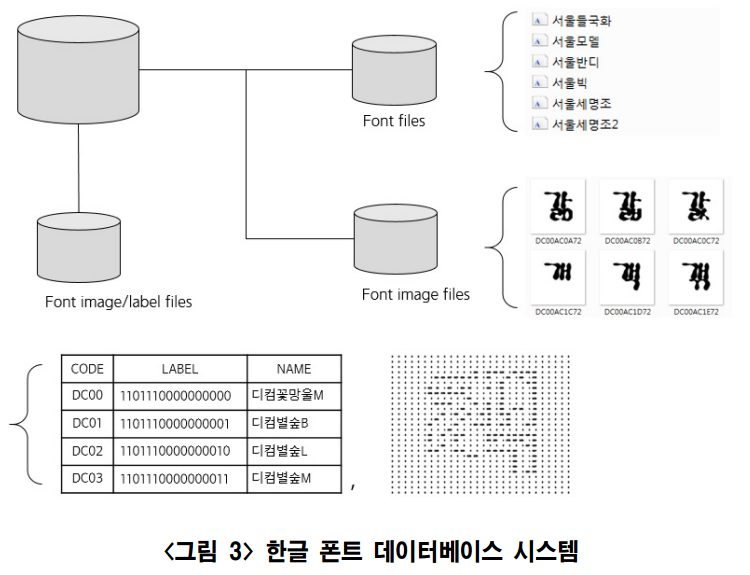 서울들국화
서울모델
서울반디
서울빅
서울세명조
서울세명조2
Font files
DC00AC0A72 DC00AC0B72 DC00AC0C72
DC00AC1C72 DC00AC1D72 DC00AC1E72
Font image files
Font image/label files
CODE LABEL NAME
DC00 1101110000000000 디컴꽃망울M
DC01 1101110000000001 디컴벌숲B
DC02 1101110000000010 디컴벌숲L
DC03 1101110000000011 디컴벌숲M
,
<그림 3> 한글 폰트 데이터베이스 시스템